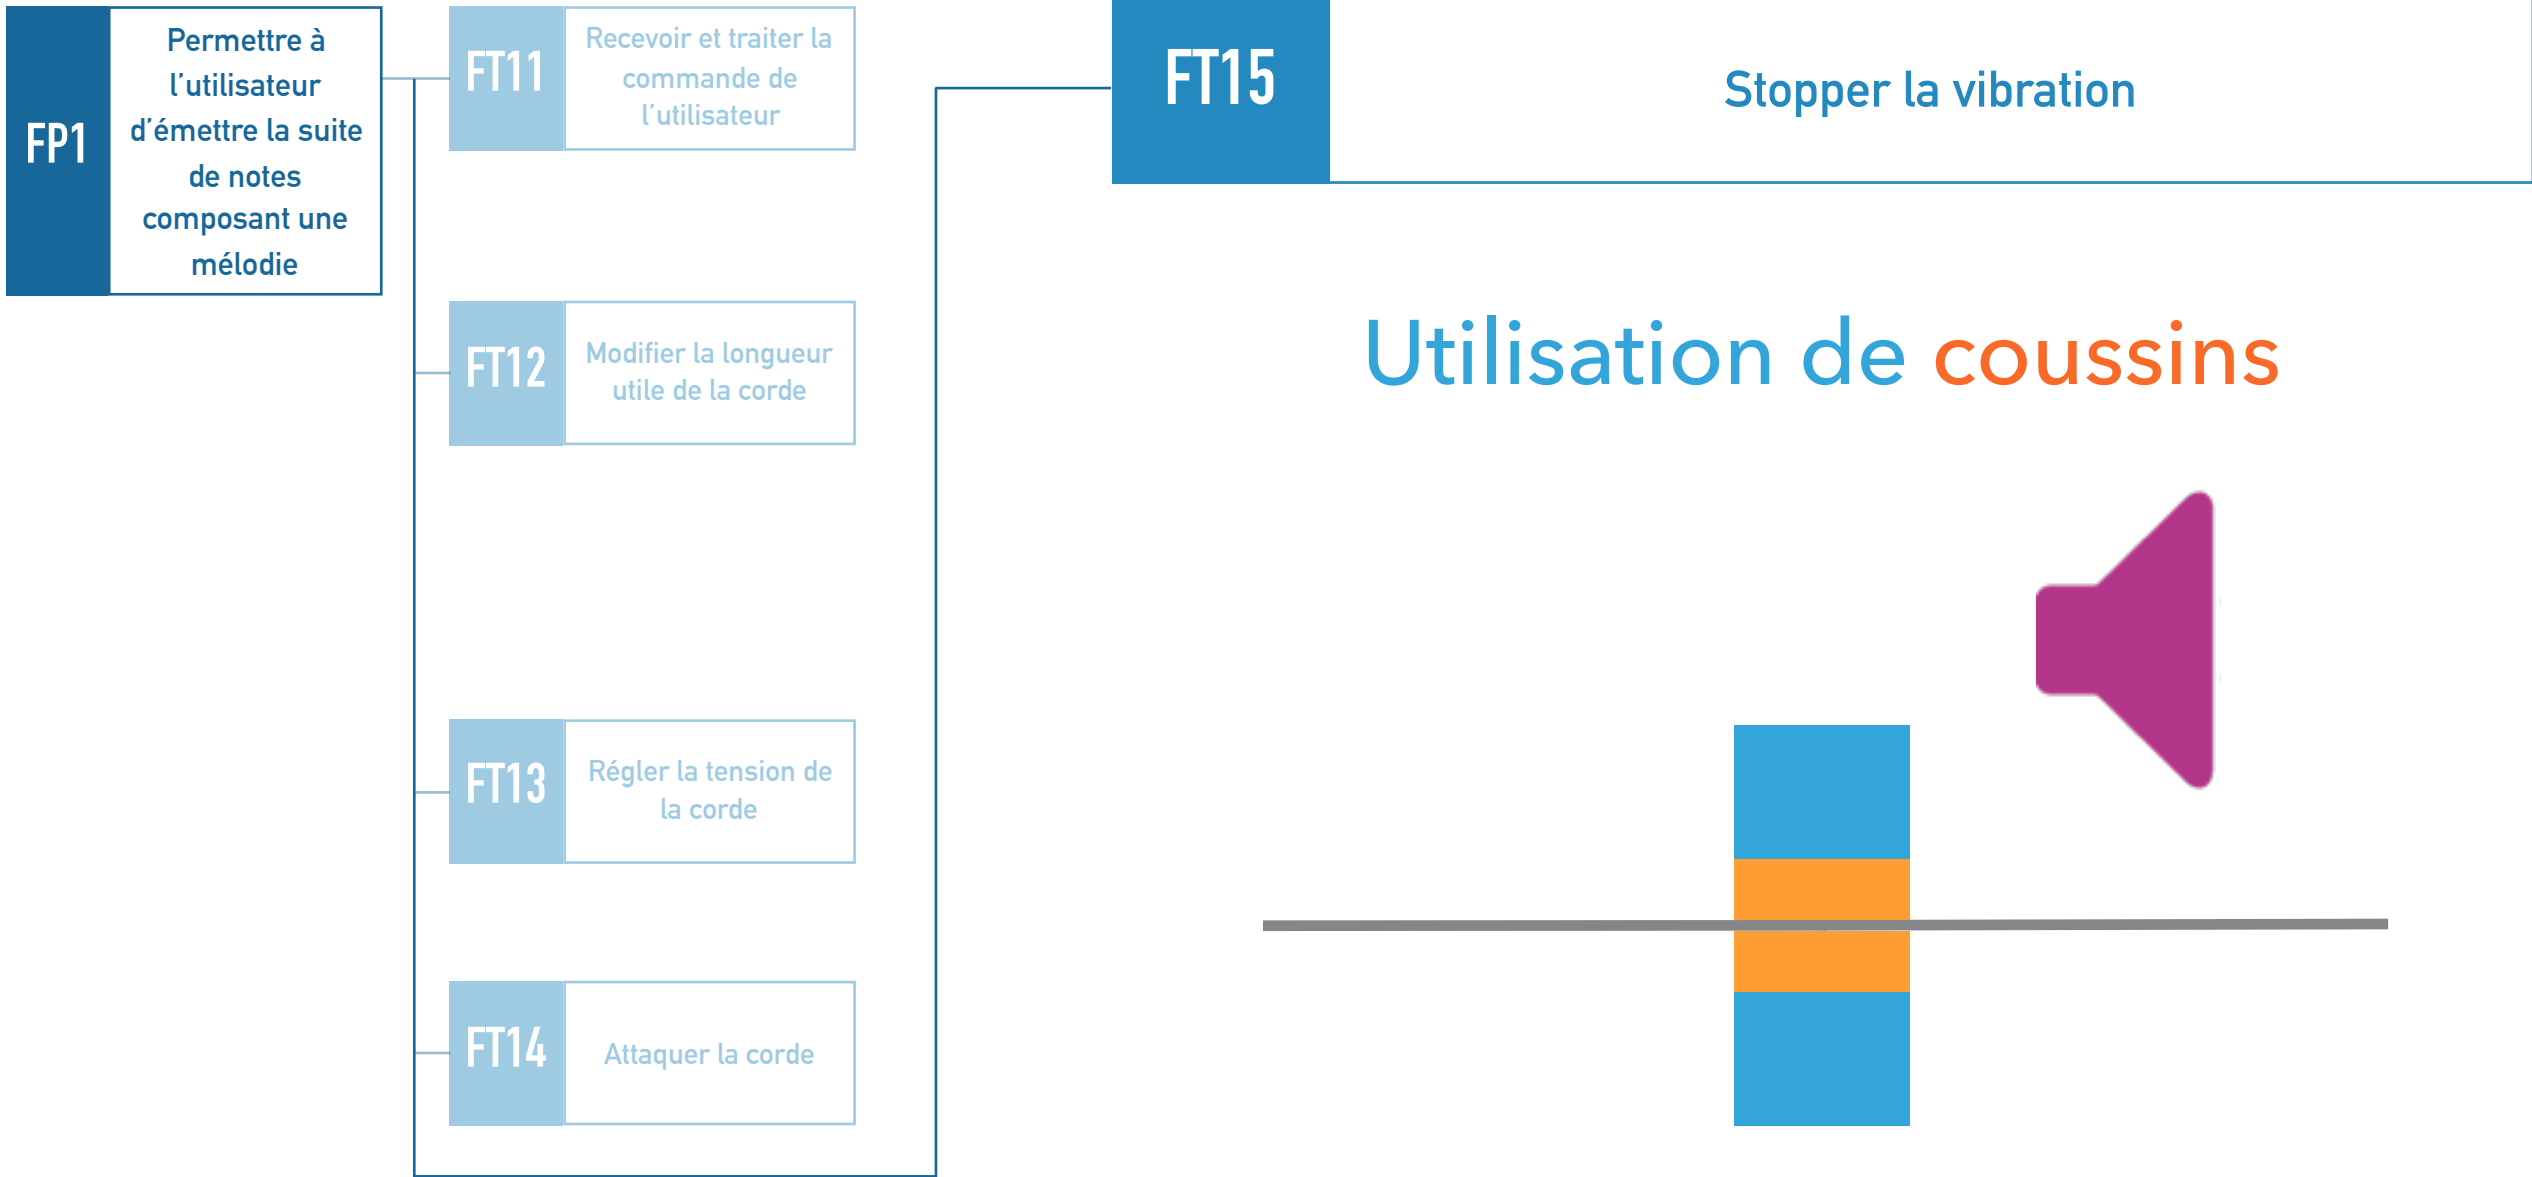 FP1
Permettre à
l’utilisateur
d’émettre la suite
de notes
composant une
mélodie
FT11
Recevoir et traiter la
commande de
l’utilisateur
FT12
Modifier la longueur
utile de la corde
FT13
Régler la tension de
la corde
FT14
Attaquer la corde
FT15
Stopper la vibration
Utilisation de coussins